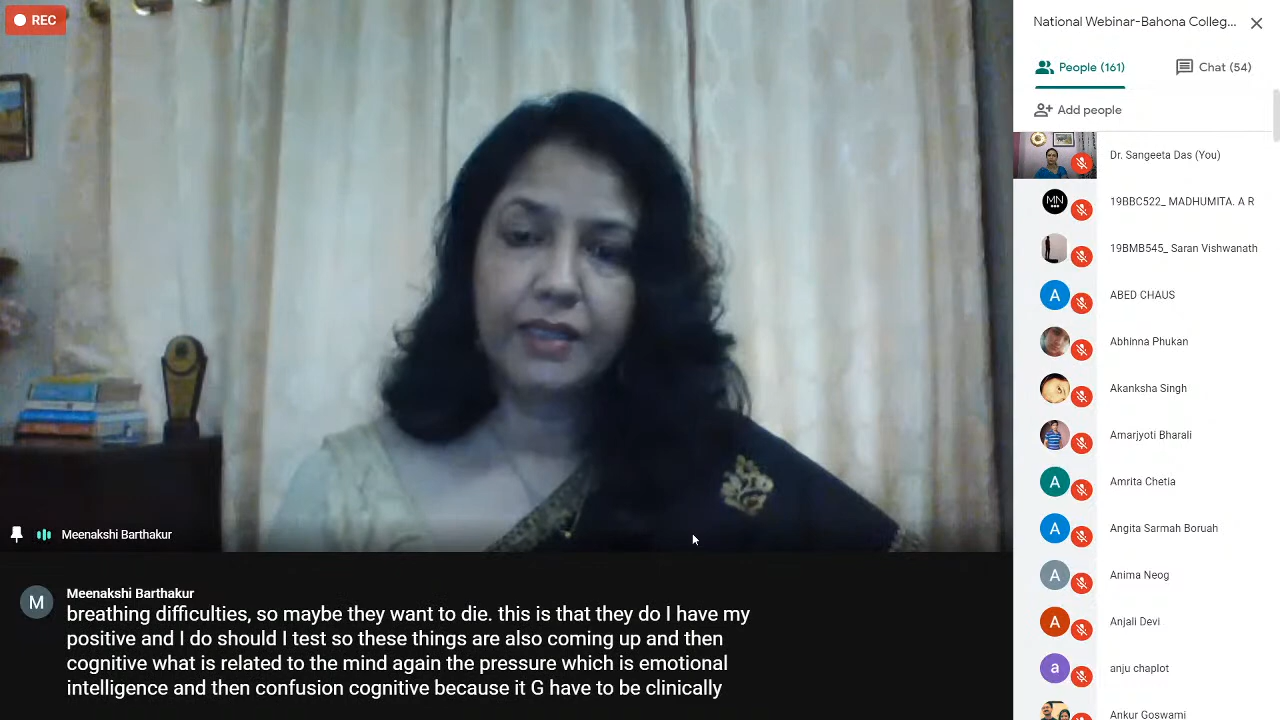 REC
National Webinar-Bahona Colleg...
People (161)
Chat (54)
Add people
Dr. Sangeeta Das (You)
MN
19BBC522_ MADHUMITA. A R
19BMB545_ Saran Vishwanath
A
ABED CHAUS
Abhinna Phukan
Akanksha Singh
Amarjyoti Bharali
A
Amrita Chetia
A
Angita Sarmah Boruah
A
Anima Neog
A
Anjali Devi
a
anju chaplot
Ankur Goswami
Meenakshi Barthakur
M
Meenakshi Barthakur
breathing difficulties, so maybe they want to die. this is that they do I have my
positive and I do should I test so these things are also coming up and then
cognitive what is related to the mind again the pressure which is emotional
intelligence and then confusion cognitive because it G have to be clinically